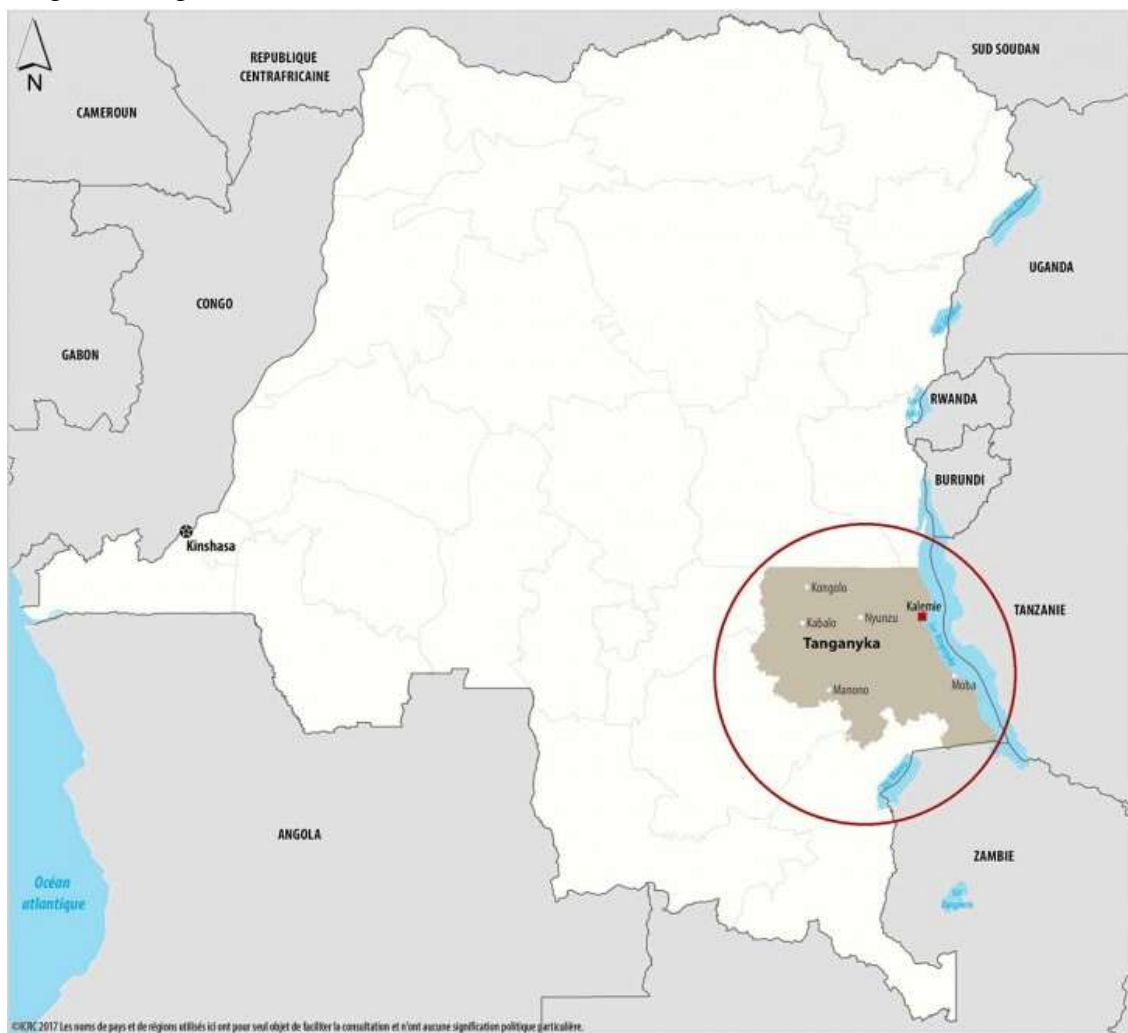 SUD SOUDAN
REPUBLIQUE
CENTRAFRICAINE
N
CAMEROUN
UGANDA
CONGO
GABON
RWANDA
BURUNDI
Kinshasa
Kongolo
Kalemie
TANZANIE
Kabalo
Nyunzu
Tanganyka
Moba
Manono
ANGOLA
ZAMBIE
Océan
atlantique
©ICRC 2017 Les noms de pays et de régions utilisés ici ont pour seul objet de faciliter la consultation et n'ont aucune signification politique particulière.